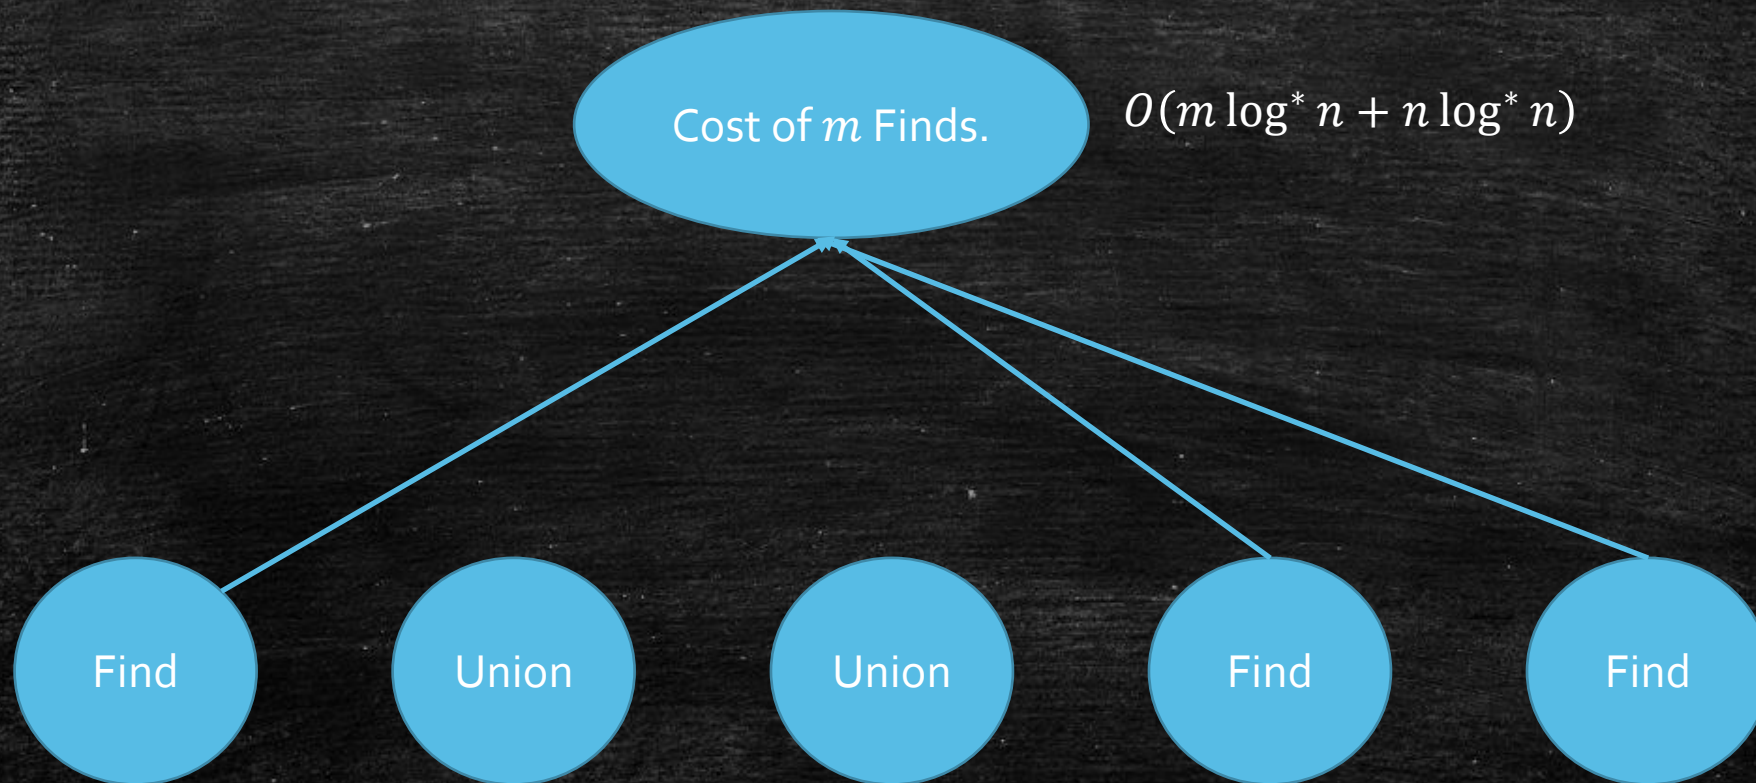 Cost of m Finds.
O(m log* n + n log* n)
Find
Union
Union
Find
Find